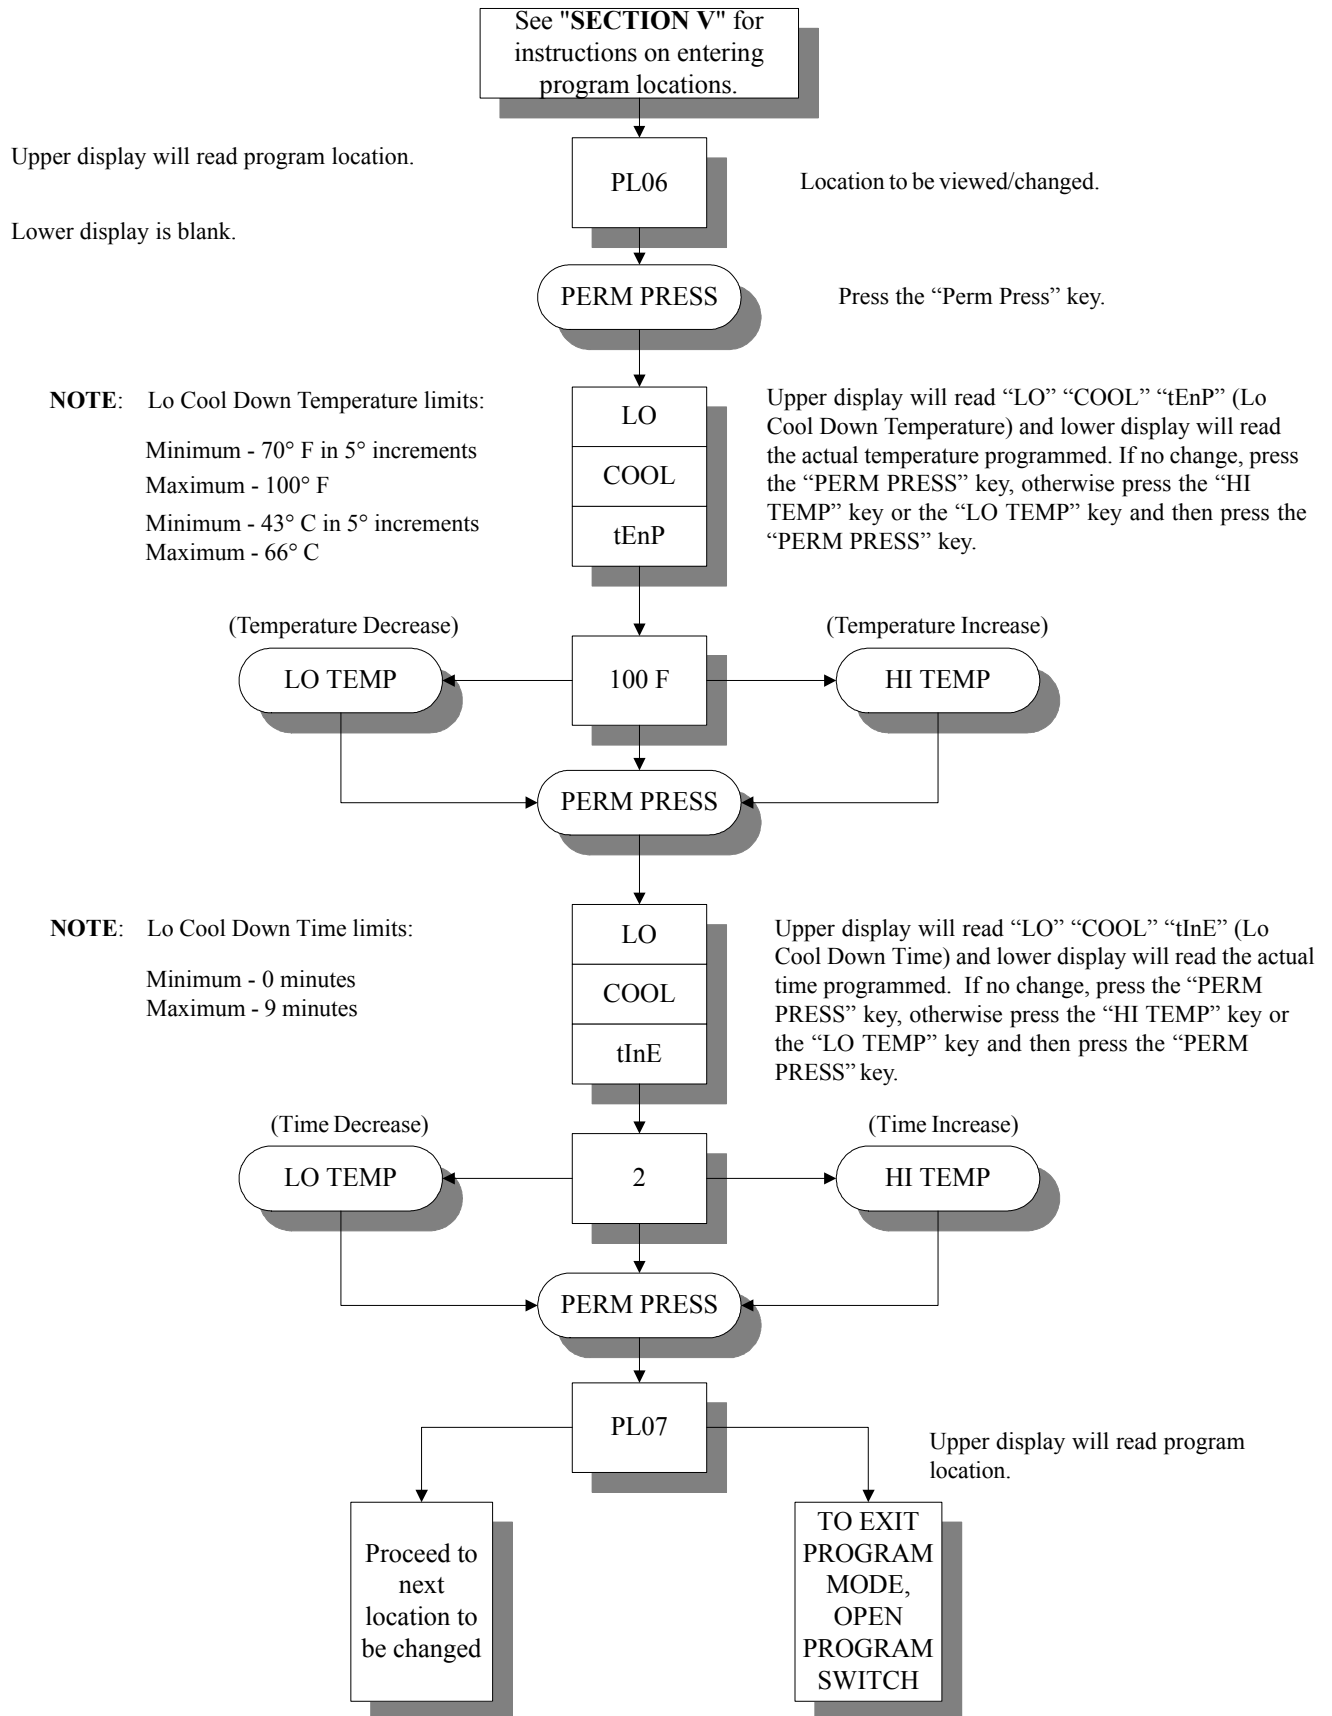 See "SECTION V" for
instructions on entering
program locations.
Upper display will read program location.
PL06
Location to be viewed/changed.
Lower display is blank.
PERM PRESS
Press the “Perm Press” key.
NOTE: Lo Cool Down Temperature limits:
Minimum - 70° F in 5° increments
Maximum - 100° F
Minimum - 43° C in 5° increments
Maximum - 66° C
LO
COOL
tEnP
Upper display will read “LO” “COOL” “tEnP” (Lo
Cool Down Temperature) and lower display will read
the actual temperature programmed. If no change, press
the “PERM PRESS” key, otherwise press the “HI
TEMP” key or the “LO TEMP” key and then press the
“PERM PRESS” key.
(Temperature Decrease)
(Temperature Increase)
LO TEMP
100 F
HI TEMP
PERM PRESS
NOTE: Lo Cool Down Time limits:
Minimum - 0 minutes
Maximum - 9 minutes
LO
COOL
tInE
Upper display will read “LO” “COOL” “tInE” (Lo
Cool Down Time) and lower display will read the actual
time programmed. If no change, press the “PERM
PRESS” key, otherwise press the “HI TEMP” key or
the “LO TEMP” key and then press the “PERM
PRESS” key.
(Time Decrease)
(Time Increase)
LO TEMP
2
HI TEMP
PERM PRESS
PL07
Upper display will read program
location.
Proceed to
next
location to
be changed
TO EXIT
PROGRAM
MODE,
OPEN
PROGRAM
SWITCH